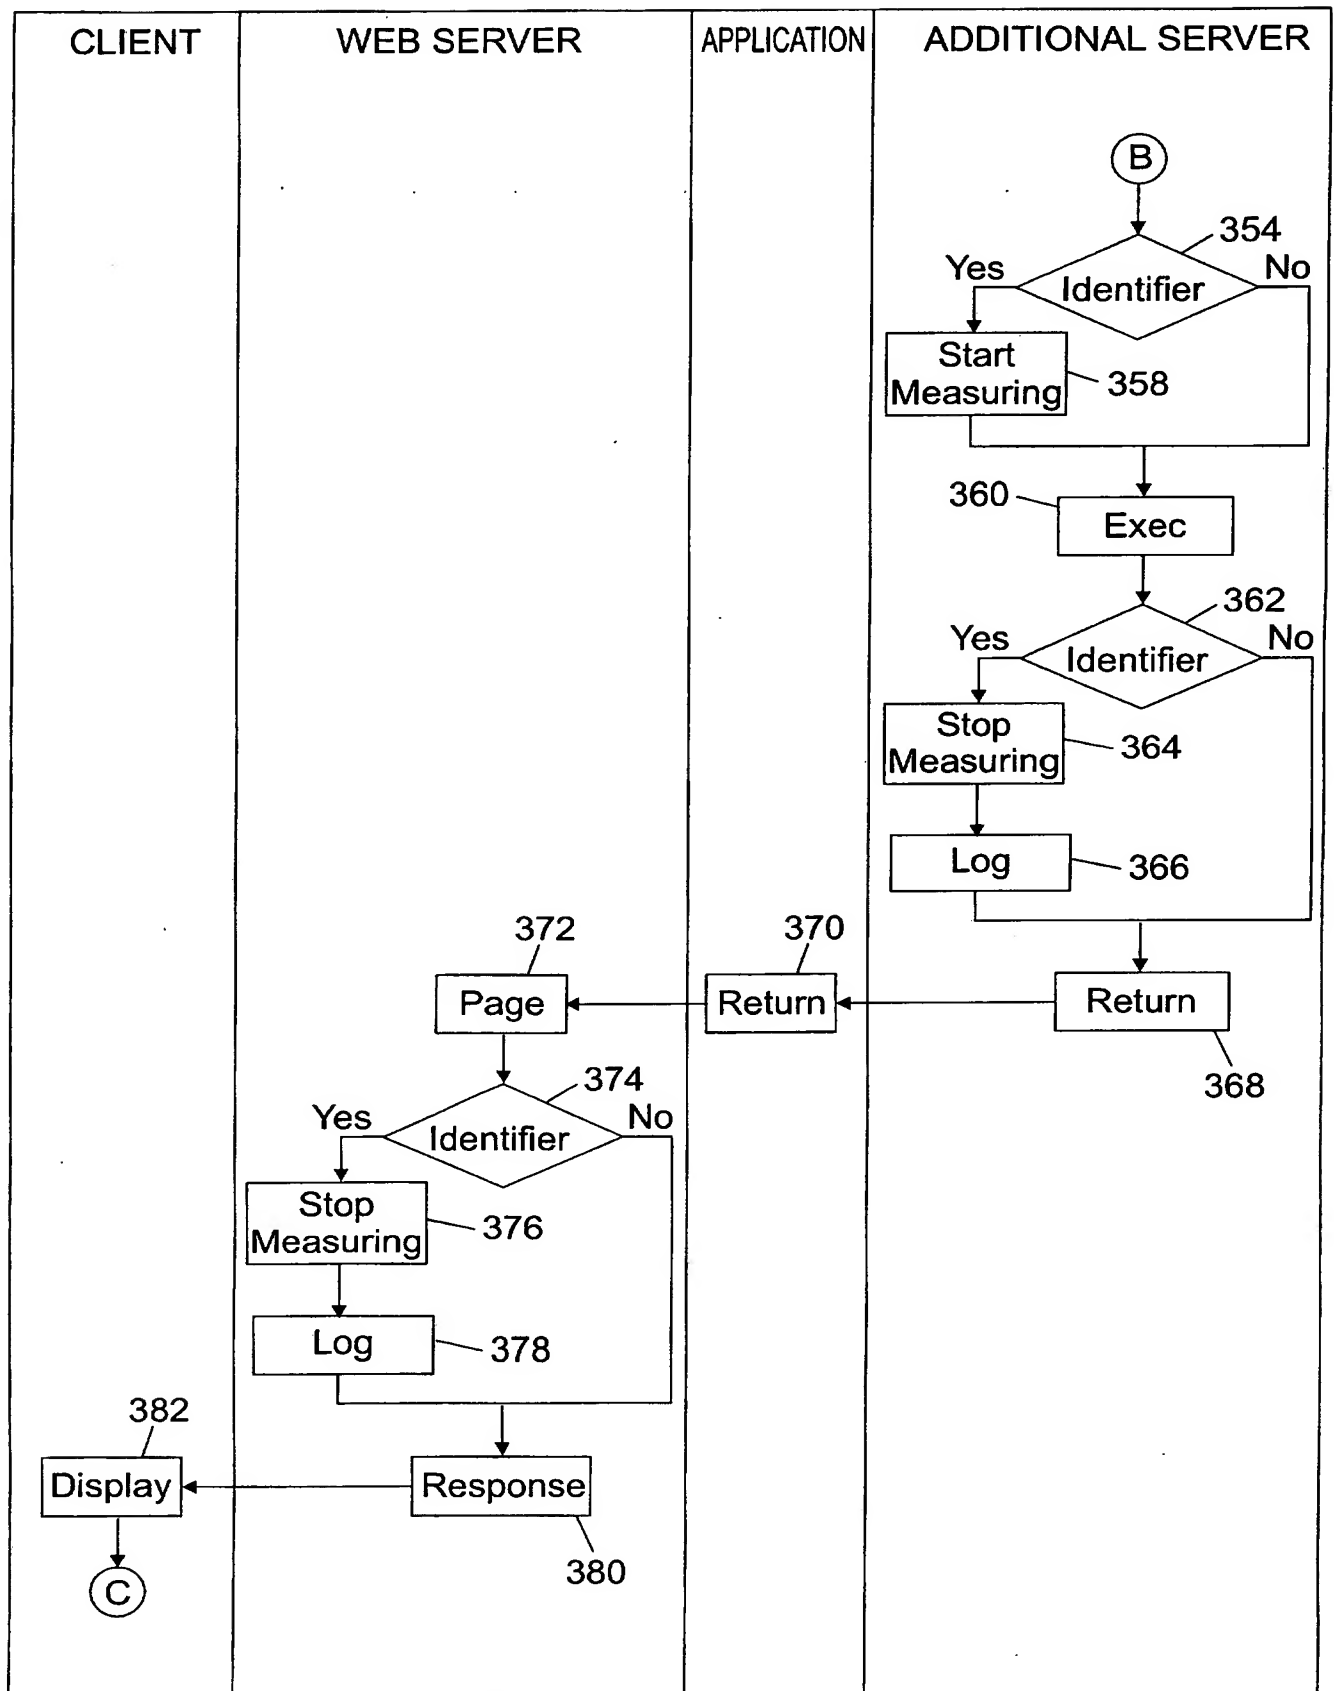 CLIENT
WEB SERVER
APPLICATION
ADDITIONAL SERVER
B
354
Yes
No
Identifier
Start
Measuring
358
360
Exec
362
Yes
No
Identifier
Stop
Measuring
364
Log
366
372
370
Page
Return
Return
368
374
Yes
No
Identifier
Stop
Measuring
376
Log
378
382
Display
Response
380
C